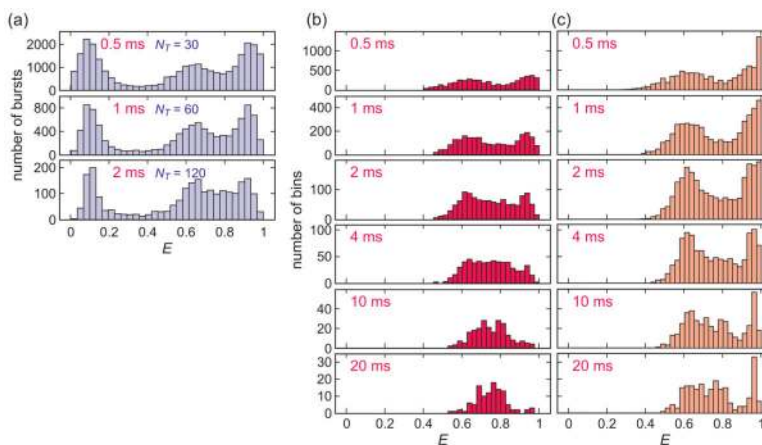 (a)
0.5 ms N_T = 30
2000
1000
0
1 ms N_T = 60
800
400
0
2 ms N_T = 120
200
100
0
0 0.2 0.4 0.6 0.8 1
E
number of bursts
(b)
0.5 ms
1000
500
0
1 ms
400
200
0
2 ms
100
0
4 ms
100
50
0
10 ms
40
20
0
20 ms
30
20
10
0
0 0.2 0.4 0.6 0.8 1
E
number of bins
(c)
0.5 ms
1 ms
2 ms
4 ms
10 ms
20 ms
0 0.2 0.4 0.6 0.8 1
E